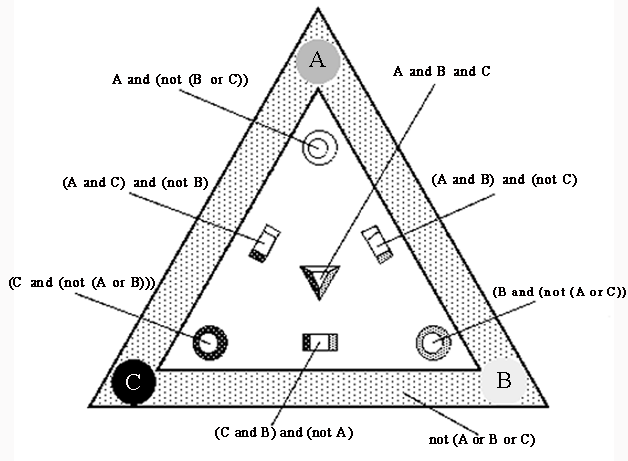 A
A and (not (B or C))
A and B and C
(A and C) and (not B)
(A and B) and (not C)
(C and (not (A or B)))
(B and (not (A or C))
C
B
(C and B) and (not A)
not (A or B or C)